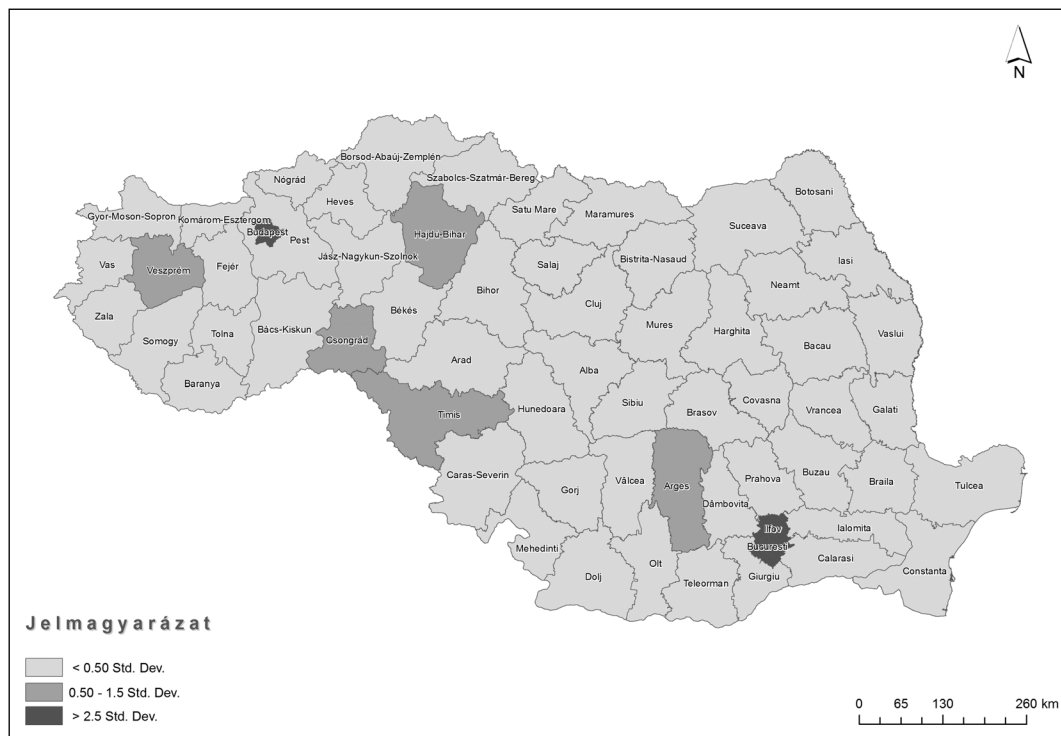 N
Borsod-Abaúj-Zemplén
Nógrád
Szabolcs-Szatmár-Bereg
Heves
Botosani
Satu Mare
Maramures
Gyor-Moson-Sopron
Komárom-Esztergom
Suceava
Budapest
Pest
Hajdú-Bihar
Iasi
Vas
Veszprém
Fejér
Jász-Nagykun-Szolnok
Salaj
Bistrita-Nasaud
Neamt
Bihor
Cluj
Zala
Somogy
Tolna
Bács-Kiskun
Békés
Mures
Harghita
Vaslui
Csongrád
Bacau
Arad
Alba
Baranya
Timis
Hunedoara
Sibiu
Brasov
Covasna
Vrancea
Galati
Caras-Severin
Gorj
Vâlcea
Arges
Dâmbovita
Prahova
Buzau
Braila
Tulcea
Ilfov
Ialomita
Bucuresti
Mehedinti
Dolj
Olt
Teleorman
Giurgiu
Calarasi
Constanta
Jelmagyarázat
< 0.50 Std. Dev.
0.50 - 1.5 Std. Dev.
> 2.5 Std. Dev.
0 65 130 260 km